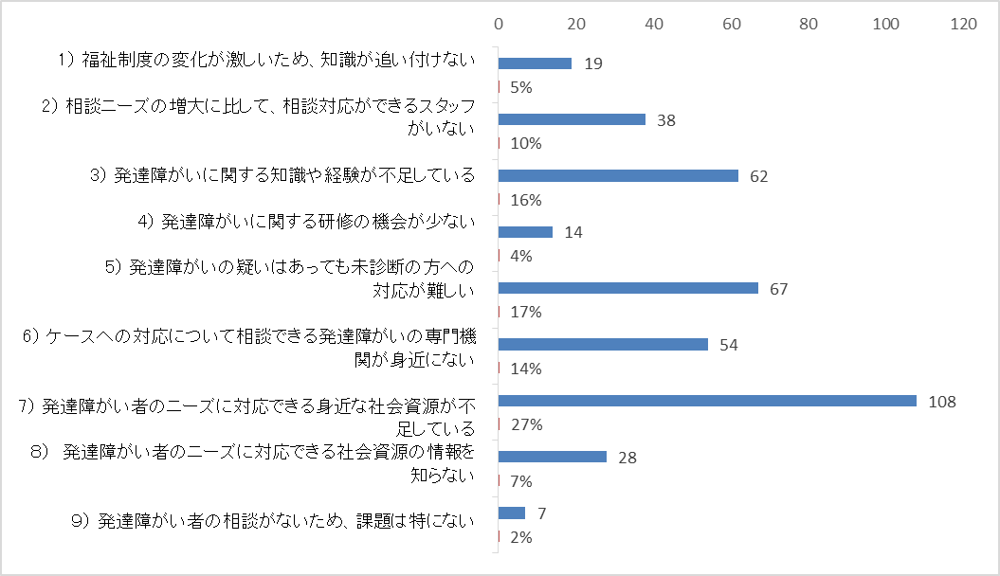 0 20 40 60 80 100 120
1）福祉制度の変化が激しいため、知識が追い付けない
19
5%
2）相談ニーズの増大に比して、相談対応ができるスタッフ
がいない
38
10%
3）発達障がいに関する知識や経験が不足している
62
16%
4）発達障がいに関する研修の機会が少ない
14
4%
5）発達障がいの疑いはあっても未診断の方への
対応が難しい
67
17%
6）ケースへの対応について相談できる発達障がいの専門機
関が身近にない
54
14%
7）発達障がい者のニーズに対応できる身近な社会資源が不
足している
108
27%
8） 発達障がい者のニーズに対応できる社会資源の情報を
知らない
28
7%
9）発達障がい者の相談がないため、課題は特にない
7
2%